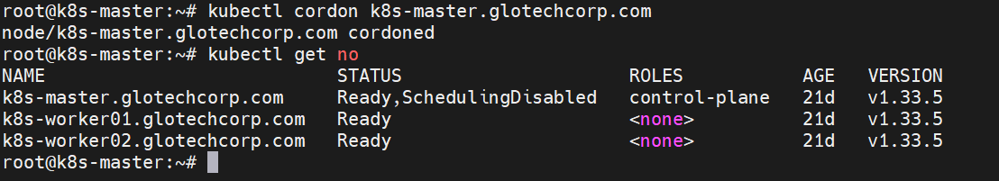 root@k8s-master:~# kubectl cordon k8s-master.glotechcorp.com
node/k8s-master.glotechcorp.com cordoned
root@k8s-master:~# kubectl get no
NAME STATUS ROLES AGE VERSION
k8s-master.glotechcorp.com Ready,SchedulingDisabled control-plane 21d v1.33.5
k8s-worker01.glotechcorp.com Ready <none> 21d v1.33.5
k8s-worker02.glotechcorp.com Ready <none> 21d v1.33.5
root@k8s-master:~#